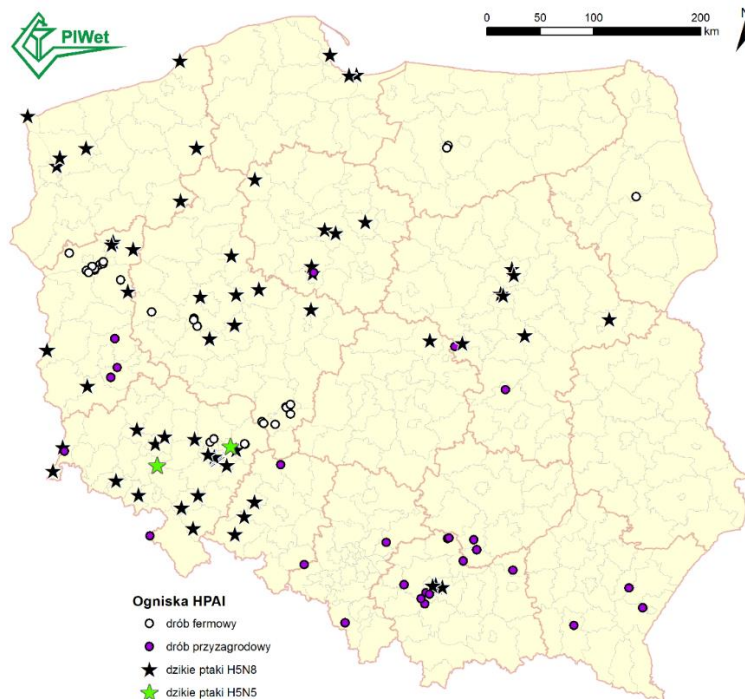 PIWet
0 50 100 200
km
N
Ogniska HPAI
drób fermowy
drób przyzagrodowy
dzikie ptaki H5N8
dzikie ptaki H5N5